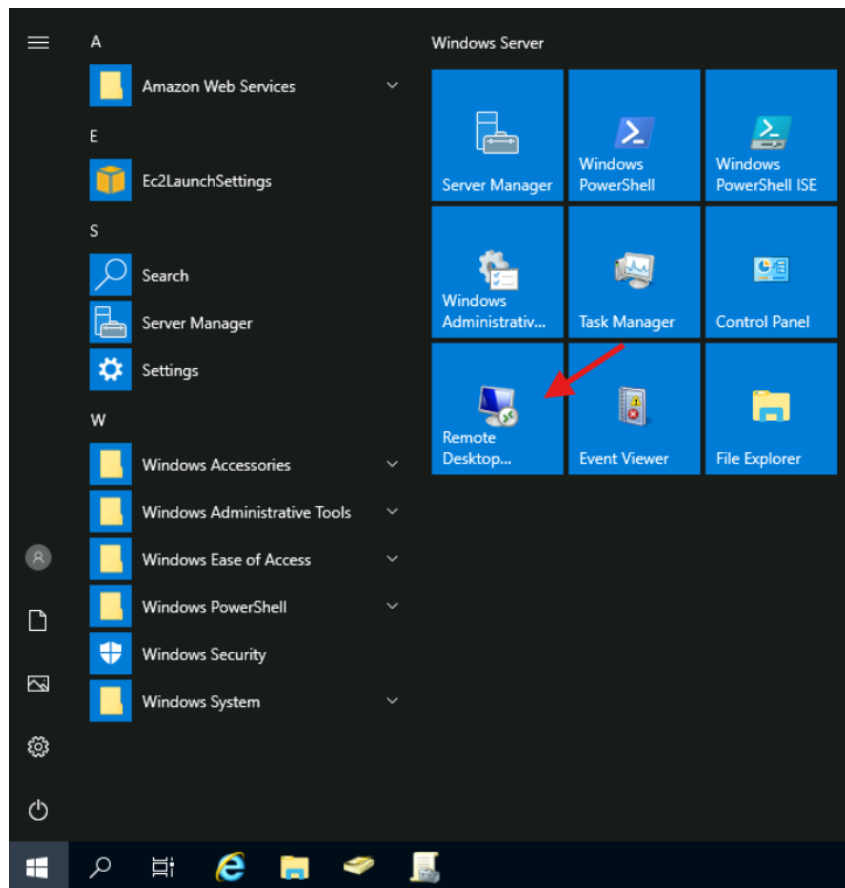 A
Amazon Web Services
E
Ec2LaunchSettings
S
Search
Server Manager
Settings
W
Windows Accessories
Windows Administrative Tools
Windows Ease of Access
Windows PowerShell
Windows Security
Windows System
Windows Server
Server Manager
Windows
PowerShell
Windows
PowerShell ISE
Windows
Administrativ...
Task Manager
Control Panel
Remote
Desktop...
Event Viewer
File Explorer